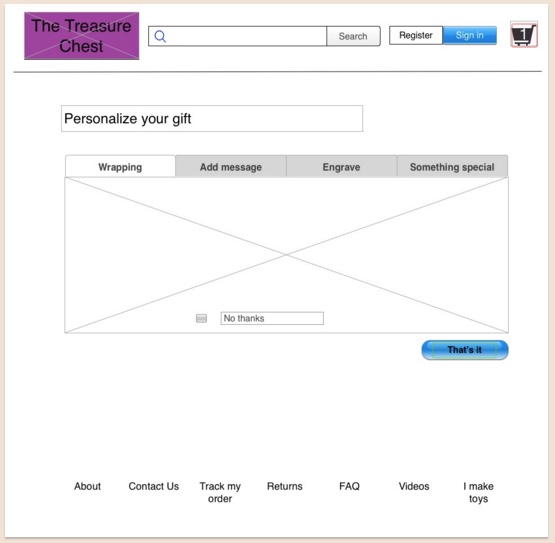 The Treasure
Chest
Search
Register
Sign in
1
Personalize your gift
Wrapping
Add message
Engrave
Something special
No thanks
That's it
About
Contact Us
Track my
order
Returns
FAQ
Videos
I make
toys